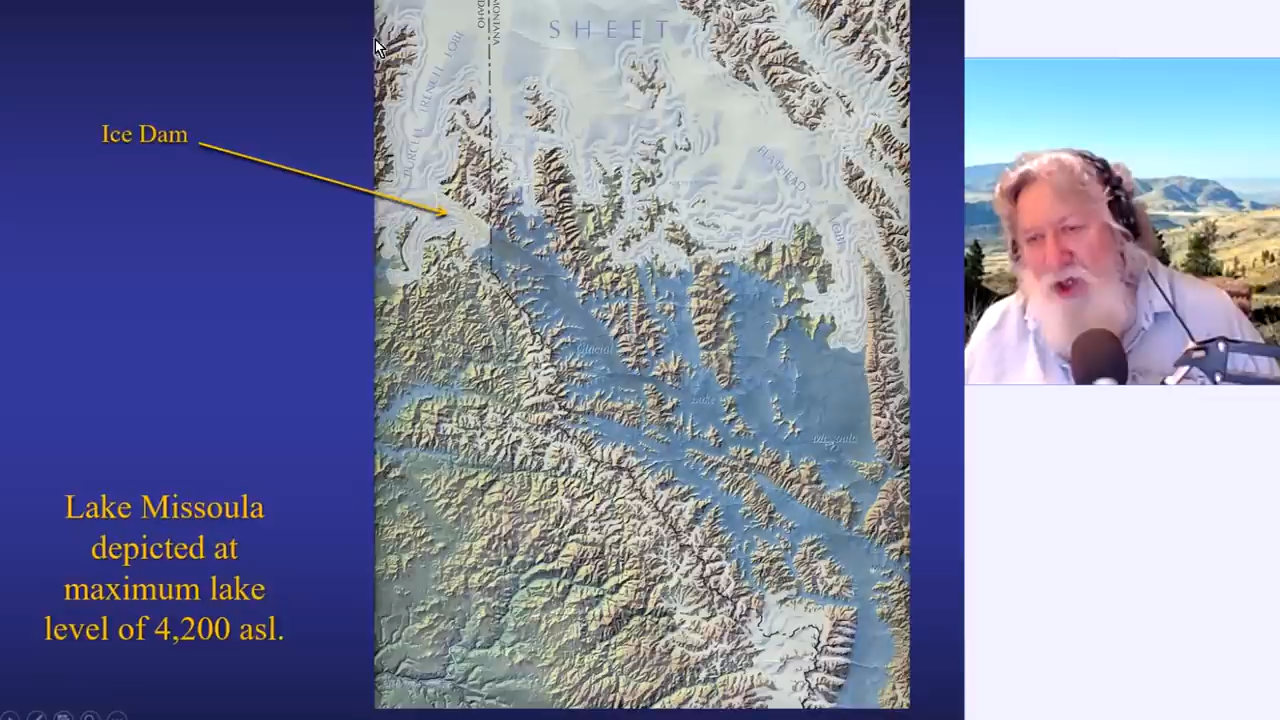 SHEET
IDAHO
MONTANA
Ice Dam
FLATHEAD
LOBE
Glacial
Lake
Missoula
Lake Missoula
depicted at
maximum lake
level of 4,200 asl.